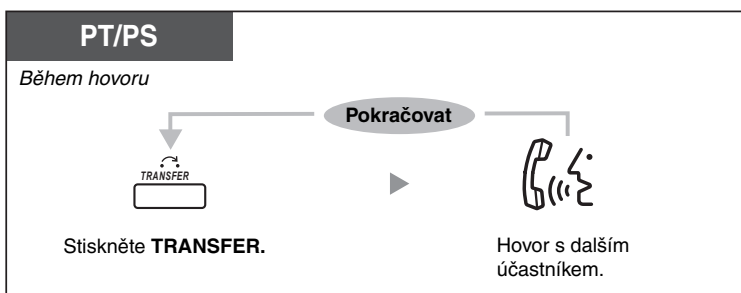 PT/PS
Během hovoru
Pokračovat
TRANSFER
Stiskněte TRANSFER.
Hovor s dalším
účastníkem.